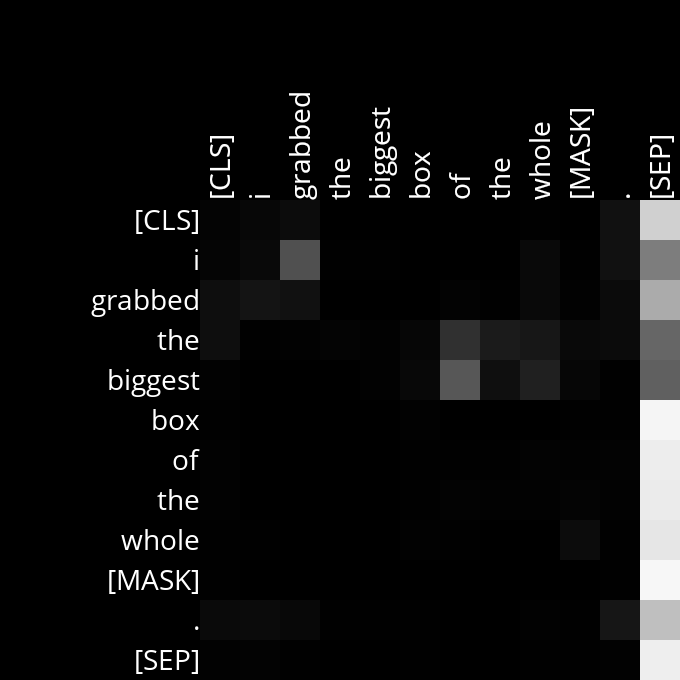 [CLS] i grabbed the biggest box of the whole [MASK] . [SEP]
[CLS]
i
grabbed
the
biggest
box
of
the
whole
[MASK]
.
[SEP]